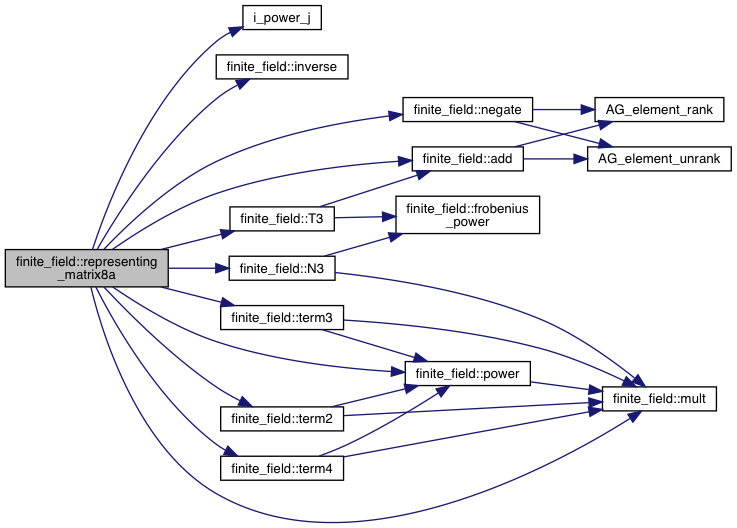 i_power_j
finite_field::inverse
finite_field::negate
AG_element_rank
finite_field::add
AG_element_unrank
finite_field::T3
finite_field::frobenius
_power
finite_field::representing
_matrix8a
finite_field::N3
finite_field::term3
finite_field::power
finite_field::mult
finite_field::term2
finite_field::term4